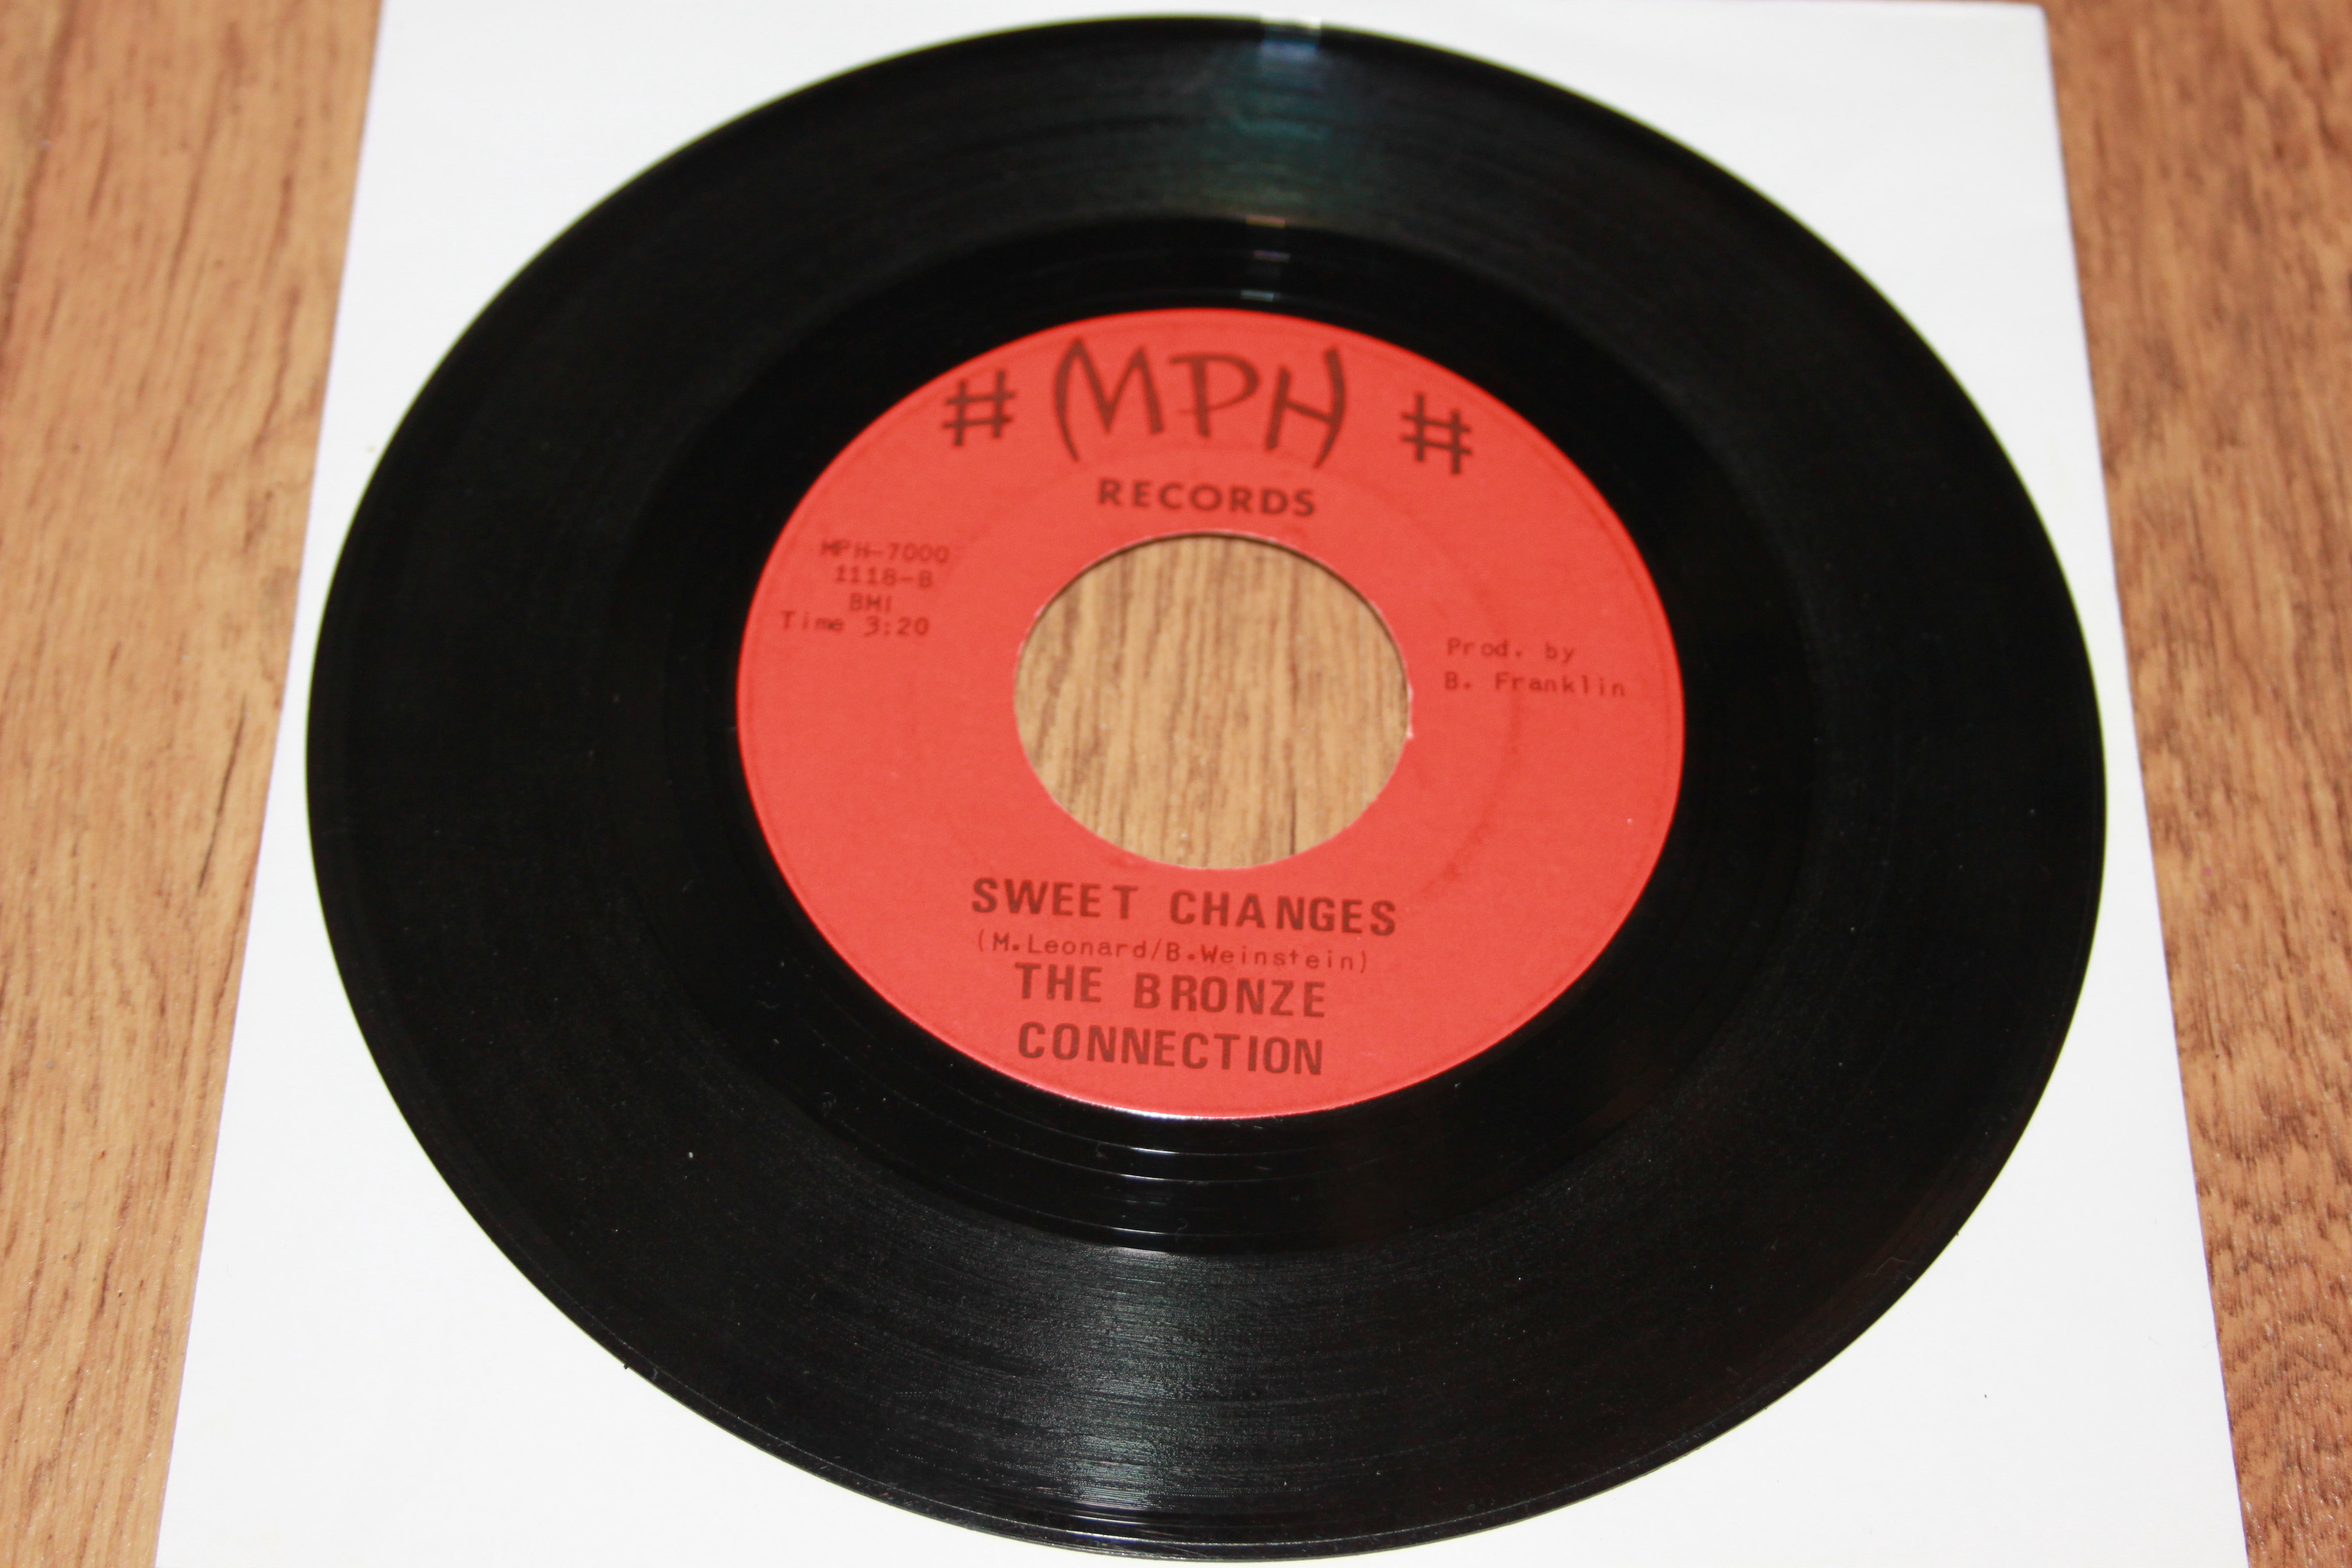 # MPH #
RECORDS
MPH-7000
1118-B
BMI
Time 3:20
Prod. by
B. Franklin
SWEET CHANGES
(M.Leonard/B.Weinstein)
THE BRONZE
CONNECTION